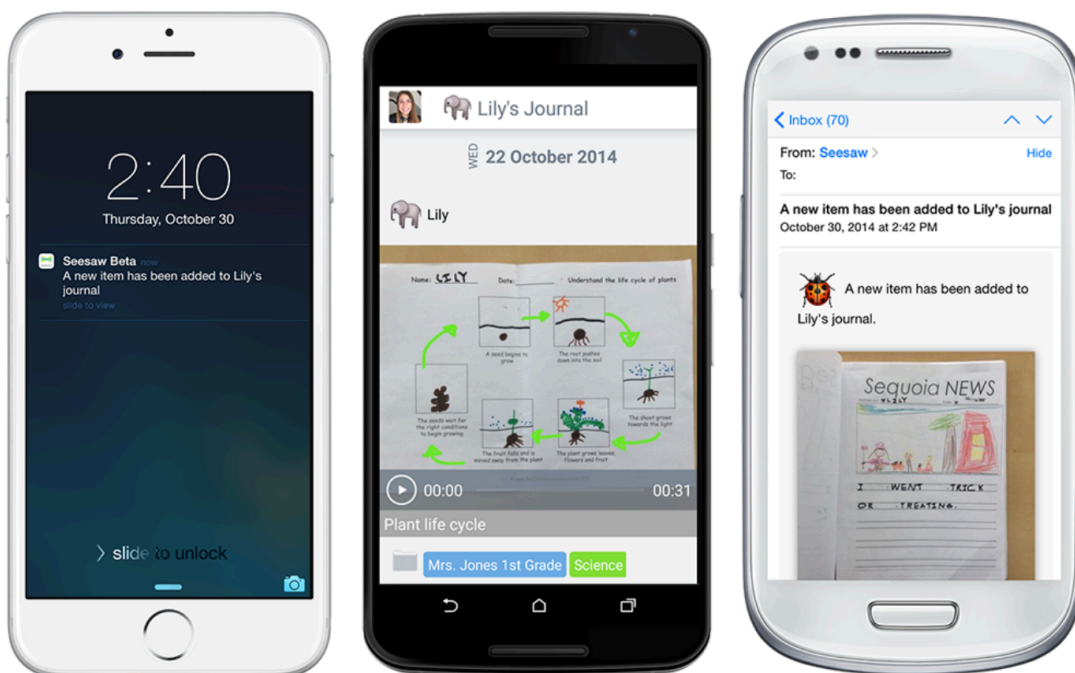 2:40
Thursday, October 30
Seesaw Beta now
A new item has been added to Lily's
journal
slide to view
slide to unlock
Lily's Journal
WED 22 October 2014
Lily
Name: LILY Date: Understand the life cycle of plants
A seed begins to
grow
The root pushes
down into the soil
The shoot grows
towards the light
The plant grows leaves,
flowers and fruit
The fruit falls and is
moved away from the plant
The seeds wait for
the right conditions
to begin growing.
00:00 00:31
Plant life cycle
Mrs. Jones 1st Grade Science
Inbox (70)
From: Seesaw Hide
To:
A new item has been added to Lily's journal
October 30, 2014 at 2:42 PM
A new item has been added to
Lily's journal.
Sequoia NEWS
LILY
I WENT TRICK
OR TREATING.